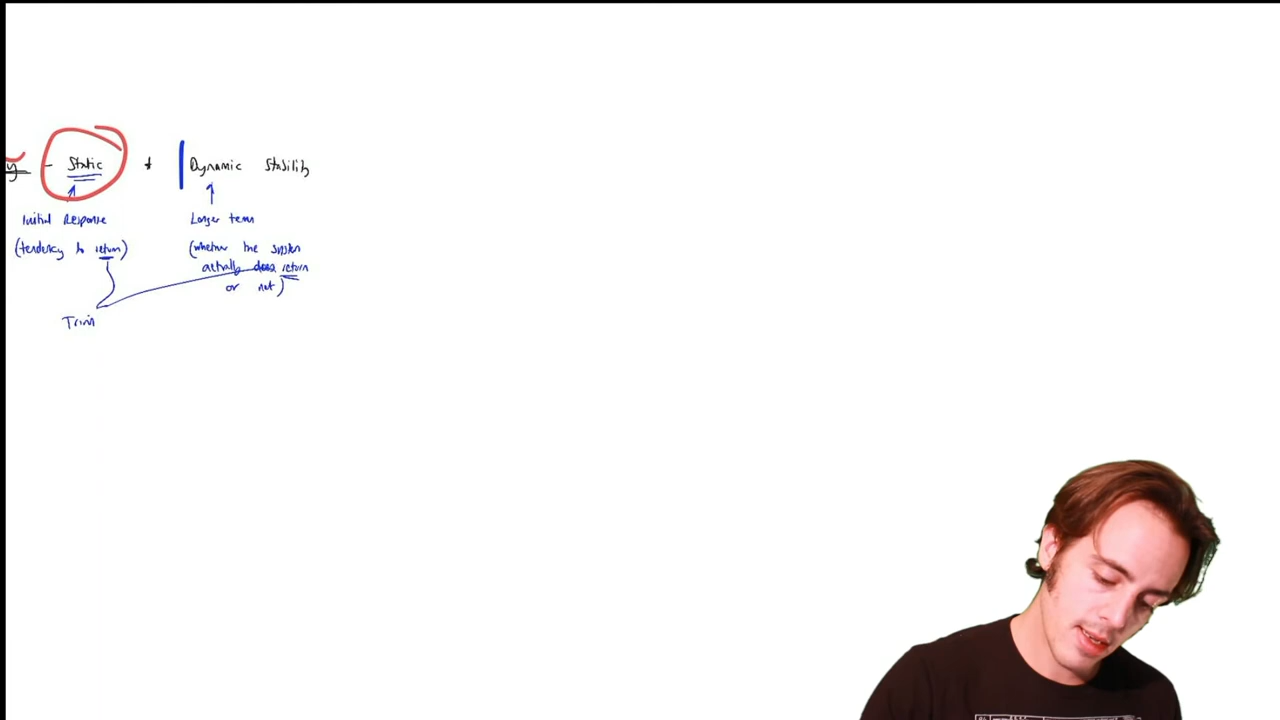 y - Static + Dynamic Stability
Initial Response
(tendency to return)
Longer term
(whether the system
actually does return
or not)
Trim